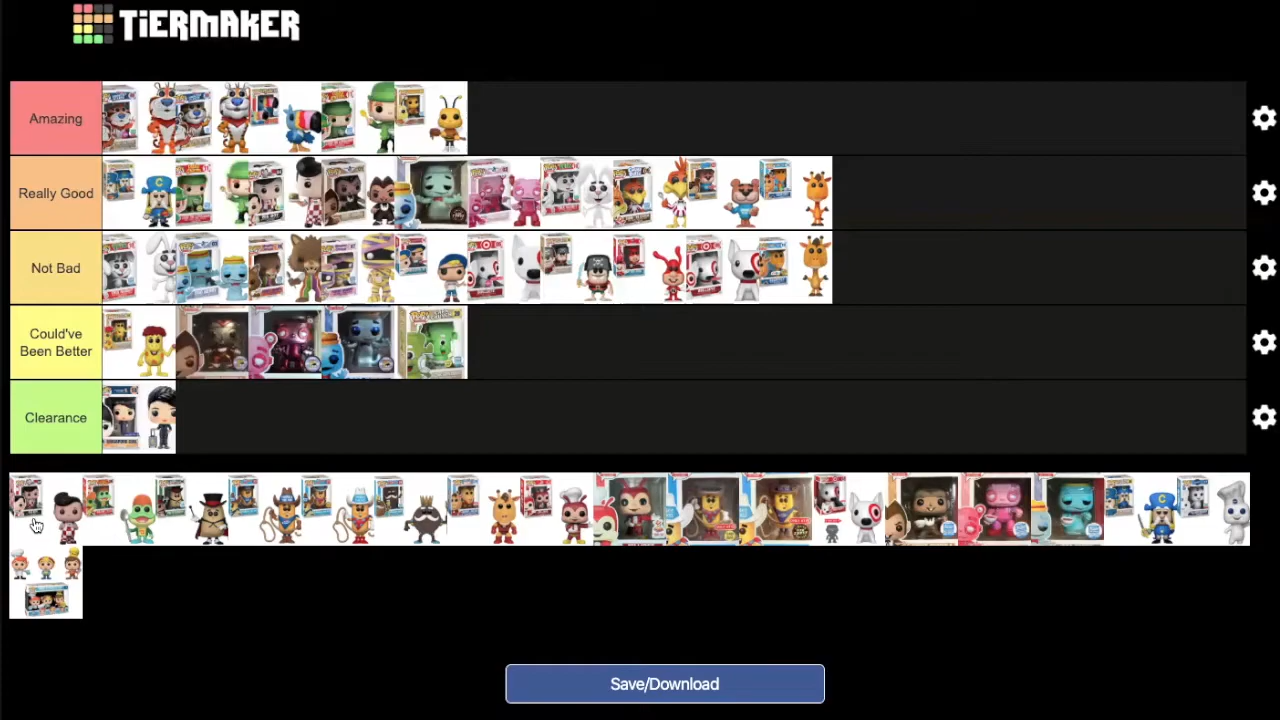 TiERMAKER
Amazing
Really Good
Not Bad
Could've
Been Better
Clearance
Save/Download